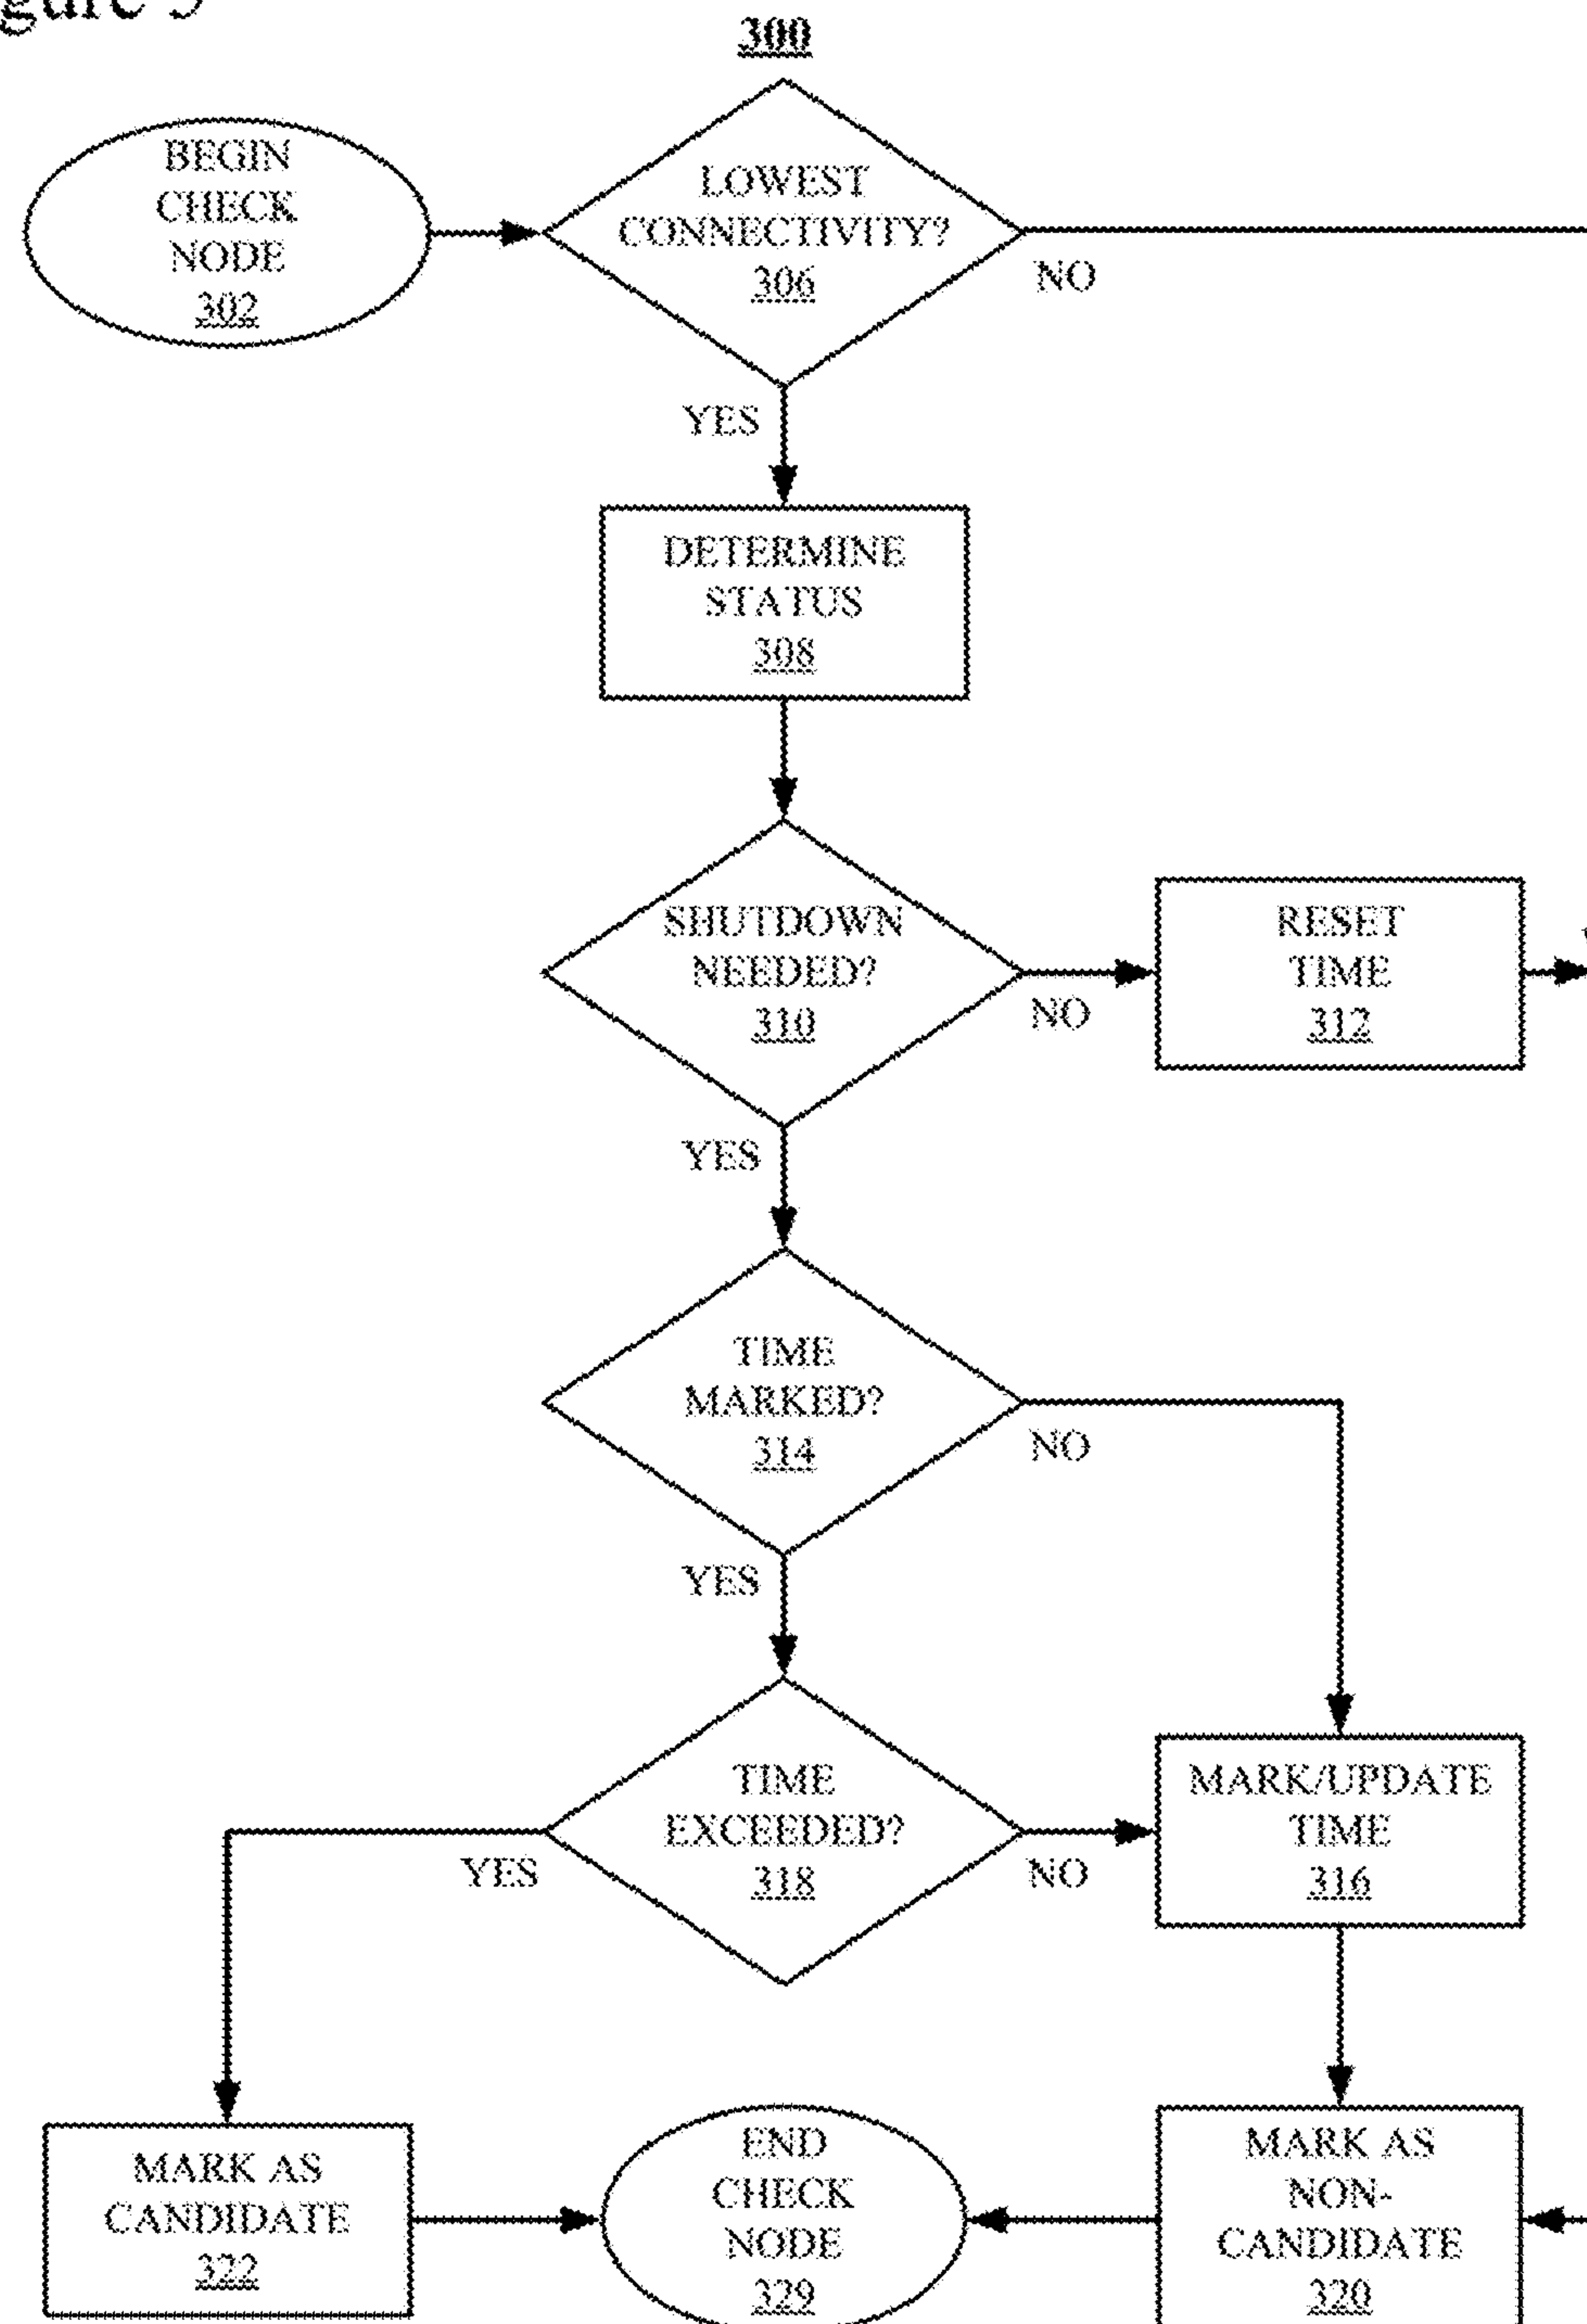 300
BEGIN
CHECK
NODE
302
LOWEST
CONNECTIVITY?
306
NO
YES
DETERMINE
STATUS
308
SHUTDOWN
NEEDED?
310
NO
RESET
TIME
312
YES
TIME
MARKED?
314
NO
YES
TIME
EXCEEDED?
318
YES
NO
MARK/UPDATE
TIME
316
MARK AS
CANDIDATE
322
END
CHECK
NODE
329
MARK AS
NON-
CANDIDATE
320